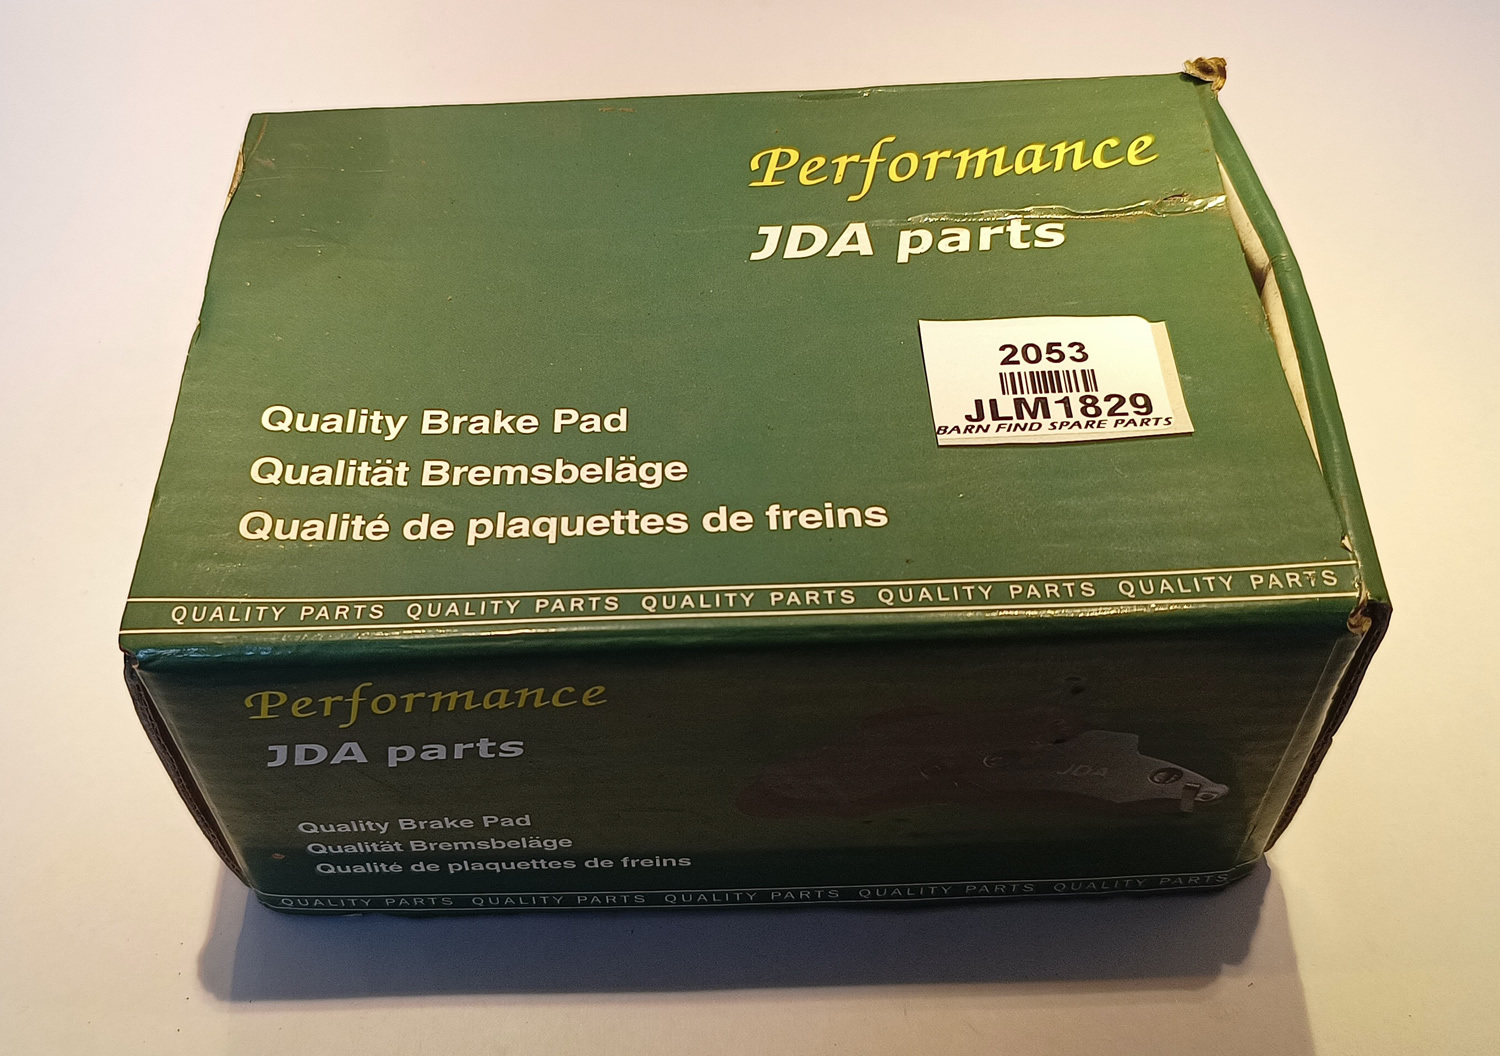 Performance
JDA parts
2053
JLM1829
BARN FIND SPARE PARTS
Quality Brake Pad
Qualität Bremsbeläge
Qualité de plaquettes de freins
QUALITY PARTS QUALITY PARTS QUALITY PARTS QUALITY PARTS QUALITY PARTS
Performance
JDA parts
JDA
Quality Brake Pad
Qualität Bremsbeläge
Qualité de plaquettes de freins
QUALITY PARTS QUALITY PARTS QUALITY PARTS QUALITY PARTS QUALITY PARTS